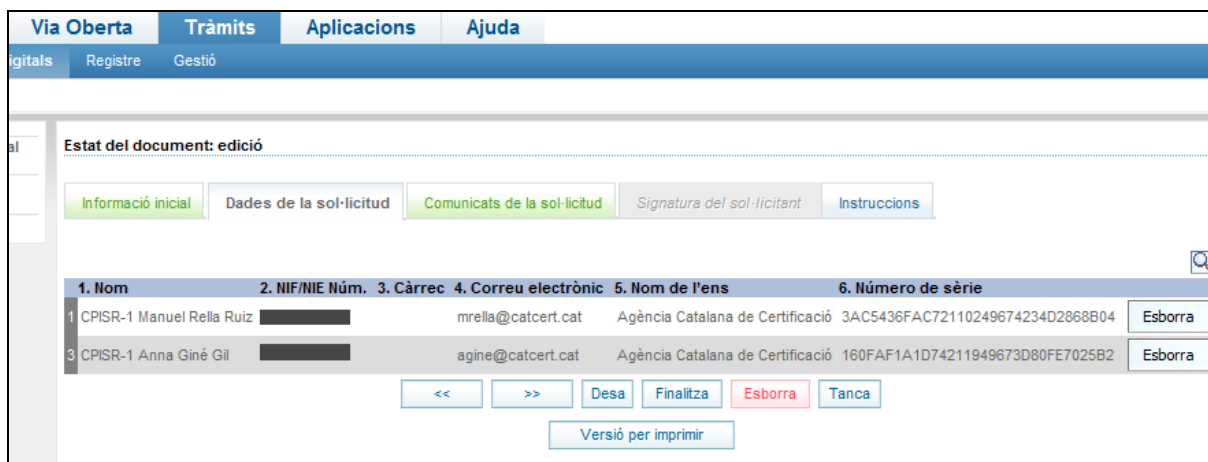 Via Oberta Tràmits Aplicacions Ajuda
igitals Registre Gestió
al Estat del document: edició
Informació inicial Dades de la sol·licitud Comunicats de la sol·licitud Signatura del sol·licitant Instruccions
1. Nom 2. NIF/NIE Núm. 3. Càrrec 4. Correu electrònic 5. Nom de l'ens 6. Número de sèrie
1 CPISR-1 Manuel Rella Ruiz mrella@catcert.cat Agència Catalana de Certificació 3AC5436FAC72110249674234D2868B04 Esborra
3 CPISR-1 Anna Giné Gil agine@catcert.cat Agència Catalana de Certificació 160FAF1A1D74211949673D80FE7025B2 Esborra
<< >> Desa Finalitza Esborra Tanca
Versió per imprimir